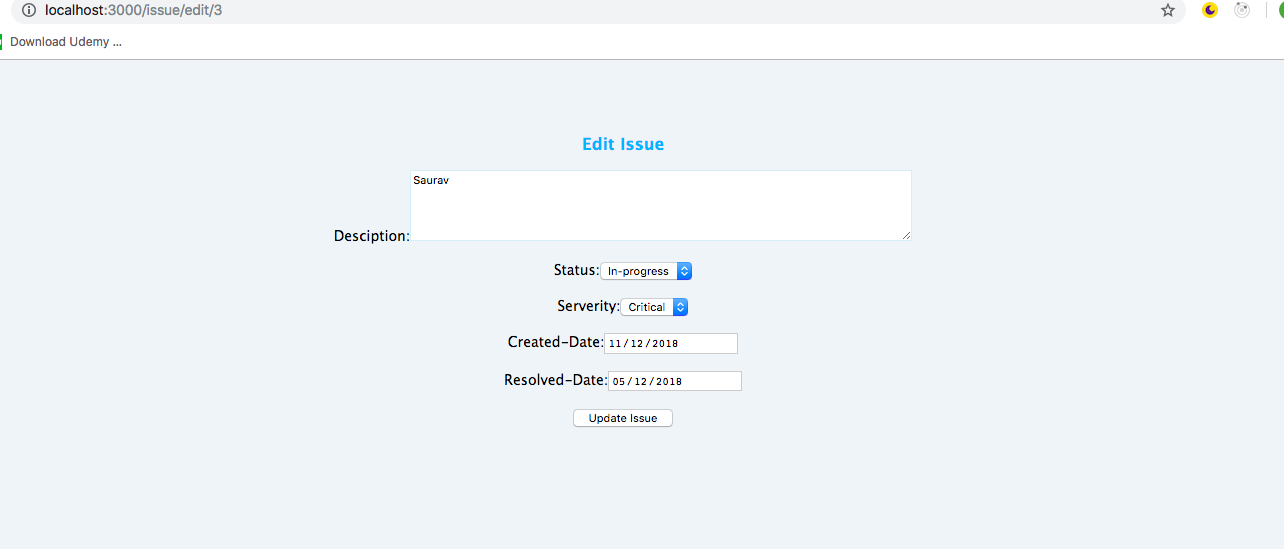 localhost:3000/issue/edit/3
Download Udemy ...
Edit Issue
Saurav
Desciption:
Status: In-progress
Serverity: Critical
Created-Date: 11/12/2018
Resolved-Date: 05/12/2018
Update Issue